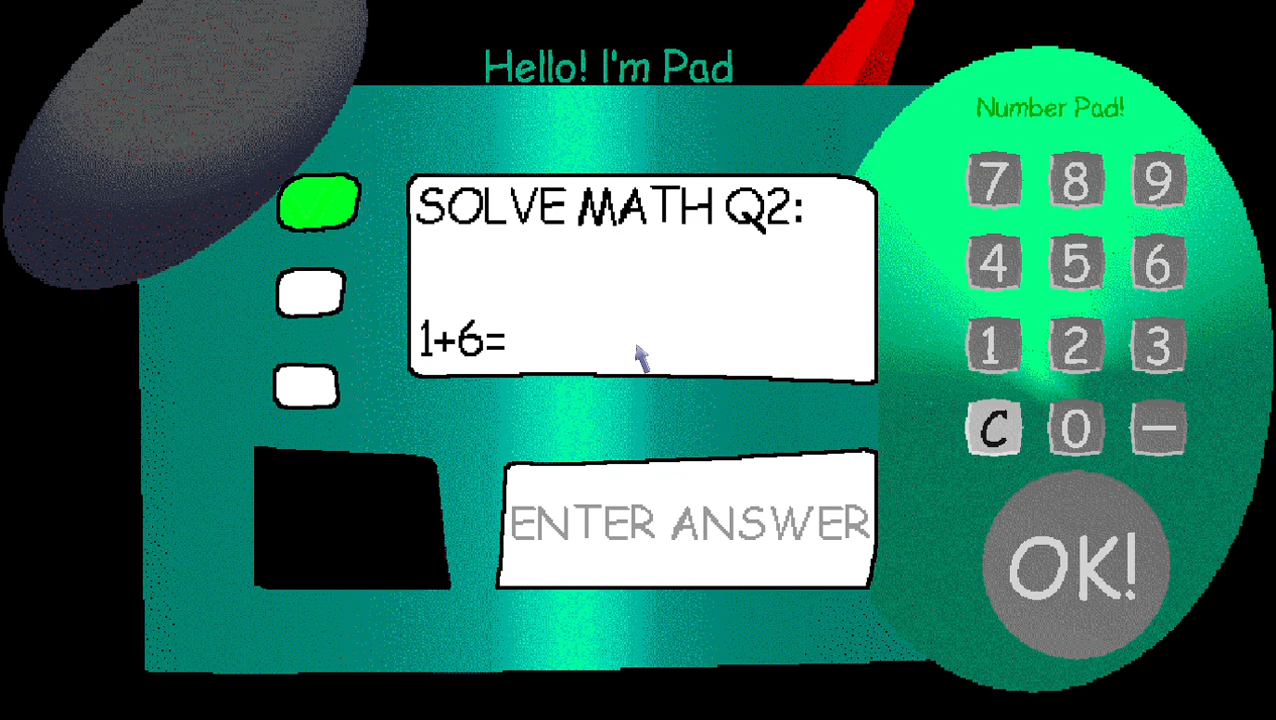 Hello! I'm Pad
Number Pad!
SOLVE MATH Q2:
1+6=
ENTER ANSWER
7 8 9
4 5 6
1 2 3
C 0 −
OK!